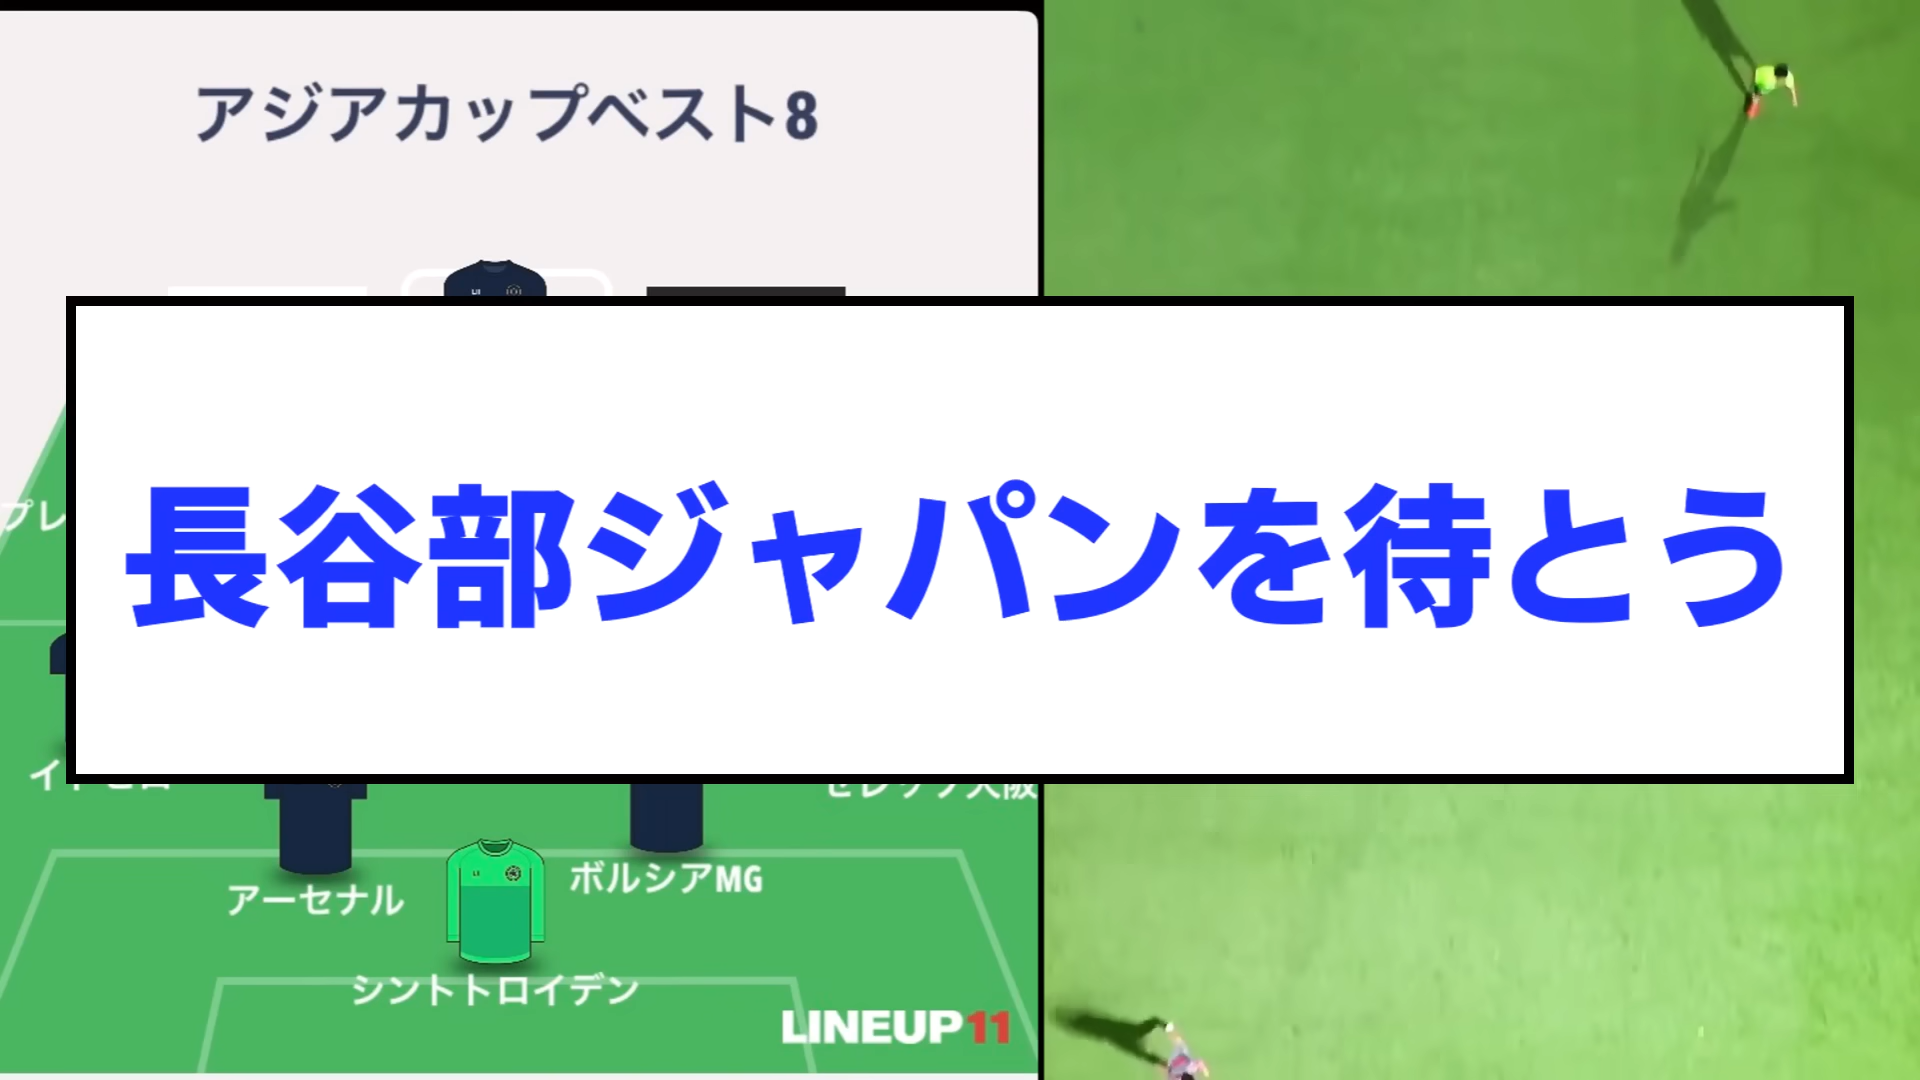 アジアカップベスト8
プレ
長谷部ジャパンを待とう
アーセナル
ボルシアMG
シントトロイデン
LINEUP11